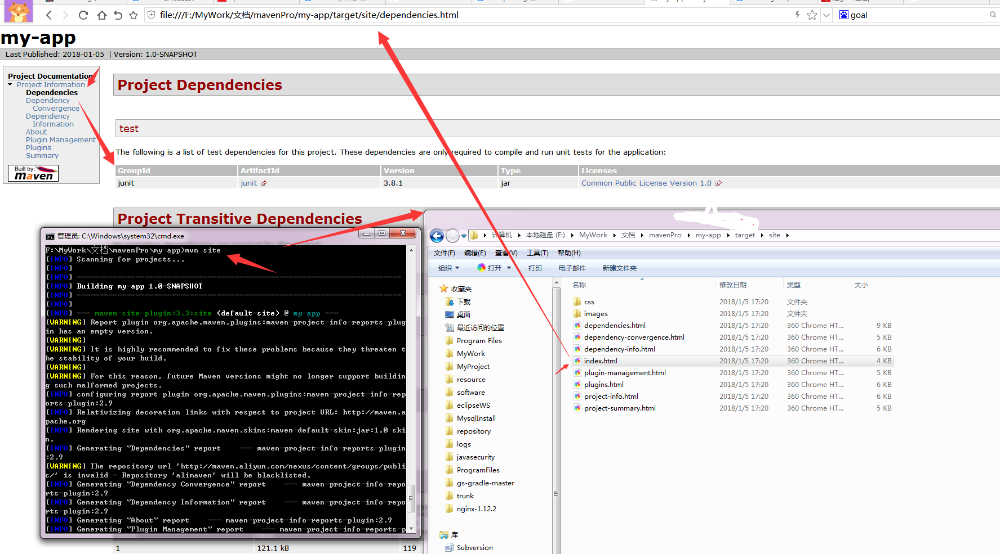 file:///F:/MyWork/文档/mavenPro/my-app/target/site/dependencies.html
goal
my-app
Last Published: 2018-01-05 | Version: 1.0-SNAPSHOT
Project Documentation
Project Information
Dependencies
Dependency
Convergence
Dependency
Information
About
Plugin Management
Plugins
Summary
Built by:
maven
Project Dependencies
test
The following is a list of test dependencies for this project. These dependencies are only required to compile and run unit tests for the application:
GroupId ArtifactId Version Type Licenses
junit junit 3.8.1 jar Common Public License Version 1.0
Project Transitive Dependencies
管理员: C:\Windows\system32\cmd.exe
F:\MyWork\文档\mavenPro\my-app>mvn site
[INFO] Scanning for projects...
[INFO]
[INFO] ------------------------------------------------------------------------
[INFO] Building my-app 1.0-SNAPSHOT
[INFO] ------------------------------------------------------------------------
[INFO]
[INFO] --- maven-site-plugin:3.3:site (default-site) @ my-app ---
[WARNING] Report plugin org.apache.maven.plugins:maven-project-info-reports-plug
in has an empty version.
[WARNING]
[WARNING] It is highly recommended to fix these problems because they threaten t
he stability of your build.
[WARNING]
[WARNING] For this reason, future Maven versions might no longer support buildin
g such malformed projects.
[INFO] configuring report plugin org.apache.maven.plugins:maven-project-info-rep
orts-plugin:2.9
[INFO] Relativizing decoration links with respect to project URL: http://maven.a
pache.org
[INFO] Rendering site with org.apache.maven.skins:maven-default-skin:jar:1.0 ski
n.
[INFO] Generating "Dependencies" report    --- maven-project-info-reports-plugin
:2.9
[WARNING] The repository url 'http://maven.aliyun.com/nexus/content/groups/publi
c/' is invalid - Repository 'alimaven' will be blacklisted.
[INFO] Generating "Dependency Convergence" report    --- maven-project-info-repo
rts-plugin:2.9
[INFO] Generating "Dependency Information" report    --- maven-project-info-repo
rts-plugin:2.9
[INFO] Generating "About" report    --- maven-project-info-reports-plugin:2.9
[INFO] Generating "Plugin Management" report    --- maven-project-info-reports-p
1 121.1 kB 119
计算机 本地磁盘 (F:) MyWork 文档 mavenPro my-app target site
文件(F) 编辑(E) 查看(V) 工具(T) 帮助(H)
组织 打开 打印 电子邮件 新建文件夹
收藏夹
下载
桌面
最近访问的位置
Program Files
MyWork
MyProject
resource
software
eclipseWS
MysqlInstall
repository
logs
javasecurity
ProgramFiles
gs-gradle-master
trunk
nginx-1.12.2
库
Subversion
名称 修改日期 类型 大小
css 2018/1/5 17:20 文件夹
images 2018/1/5 17:20 文件夹
dependencies.html 2018/1/5 17:20 360 Chrome HT... 9 KB
dependency-convergence.html 2018/1/5 17:20 360 Chrome HT... 5 KB
dependency-info.html 2018/1/5 17:20 360 Chrome HT... 6 KB
index.html 2018/1/5 17:20 360 Chrome HT... 4 KB
plugin-management.html 2018/1/5 17:20 360 Chrome HT... 5 KB
plugins.html 2018/1/5 17:20 360 Chrome HT... 6 KB
project-info.html 2018/1/5 17:20 360 Chrome HT... 6 KB
project-summary.html 2018/1/5 17:20 360 Chrome HT... 5 KB